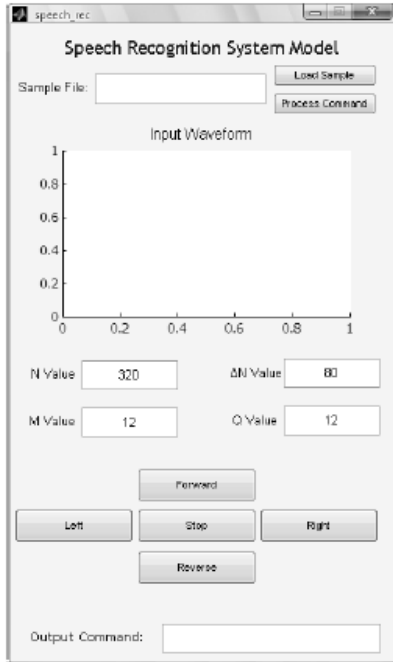 speech_rec
Speech Recognition System Model
Sample File:
Load Sample
Process Command
Input Waveform
1
0.8
0.6
0.4
0.2
0
0 0.2 0.4 0.6 0.8 1
N Value 320 ΔN Value 80
M Value 12 Q Value 12
Forward
Left Stop Right
Reverse
Output Command: